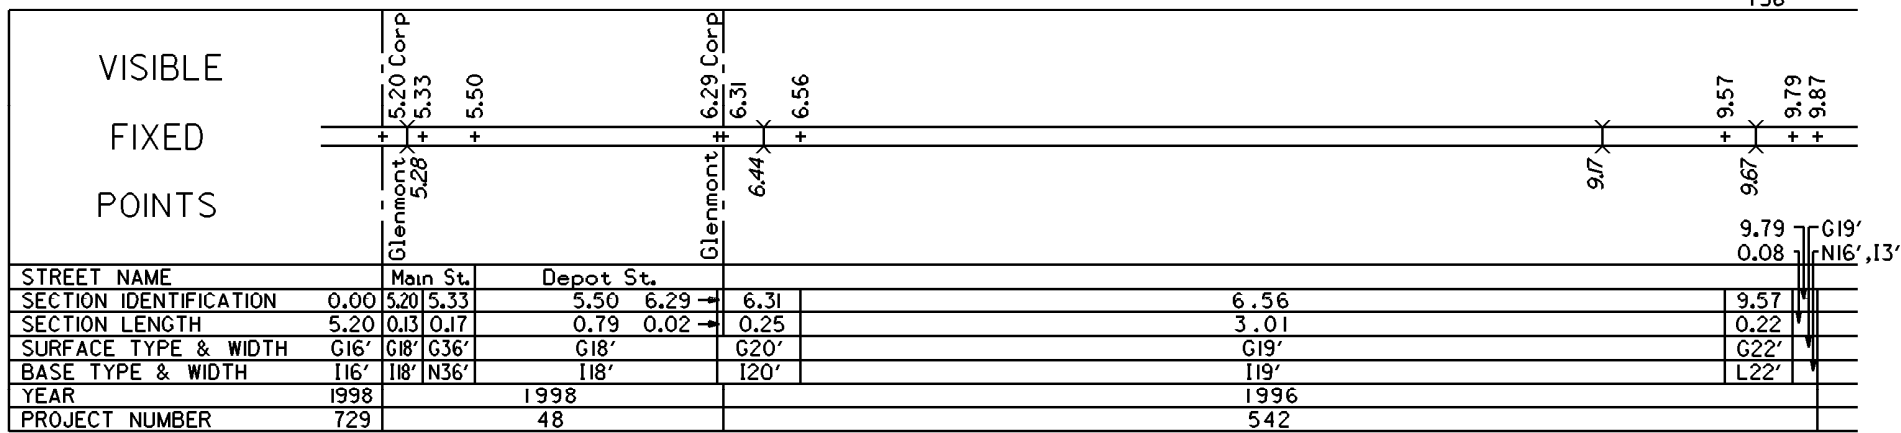 VISIBLE
FIXED
POINTS
5.20 Corp
5.33
5.50
6.29 Corp
6.31
6.56
9.57
9.79
9.87
Glenmont
5.28
Glenmont
6.44
9.17
9.67
9.79 G19'
0.08 N16', I3'
STREET NAME Main St. Depot St.
SECTION IDENTIFICATION 0.00 5.20 5.33 5.50 6.29 → 6.31 6.56 9.57
SECTION LENGTH 5.20 0.13 0.17 0.79 0.02 → 0.25 3.01 0.22
SURFACE TYPE & WIDTH G16' G18' G36' G18' G20' G19' G22'
BASE TYPE & WIDTH I16' I18' N36' I18' I20' I19' L22'
YEAR 1998 1998 1996
PROJECT NUMBER 729 48 542